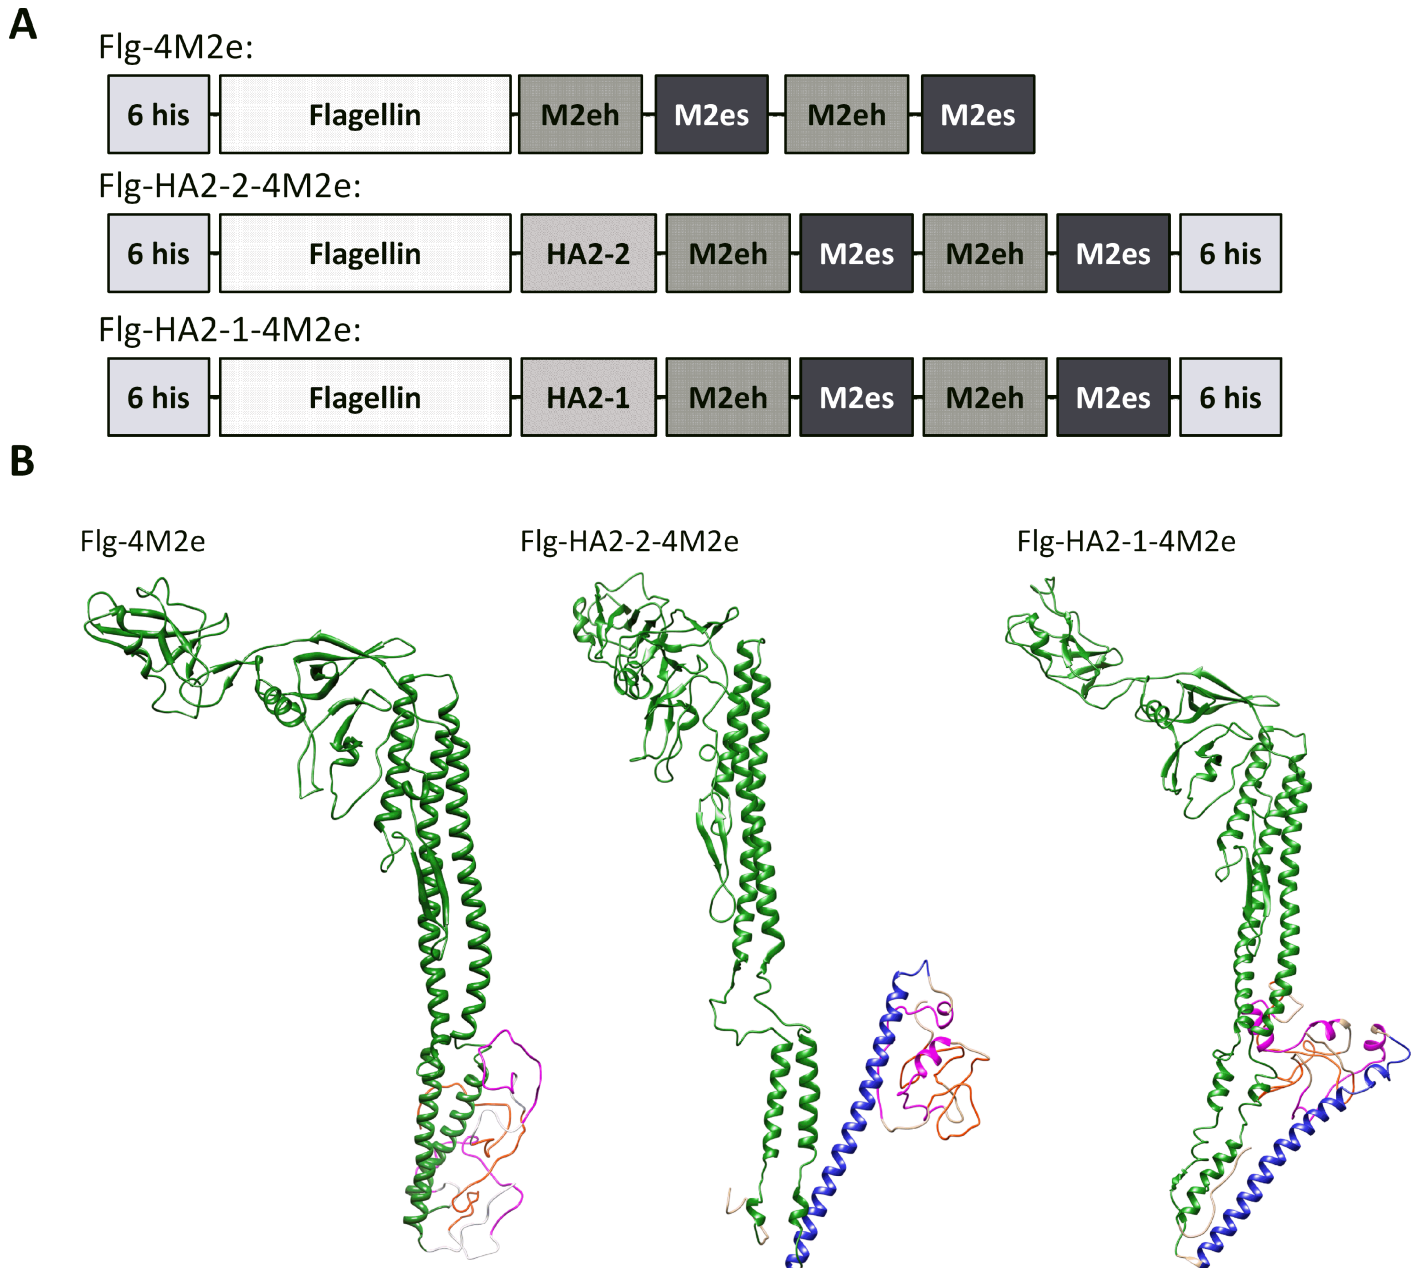 A
Flg-4M2e:
6 his Flagellin M2eh M2es M2eh M2es
Flg-HA2-2-4M2e:
6 his Flagellin HA2-2 M2eh M2es M2eh M2es 6 his
Flg-HA2-1-4M2e:
6 his Flagellin HA2-1 M2eh M2es M2eh M2es 6 his
B
Flg-4M2e Flg-HA2-2-4M2e Flg-HA2-1-4M2e